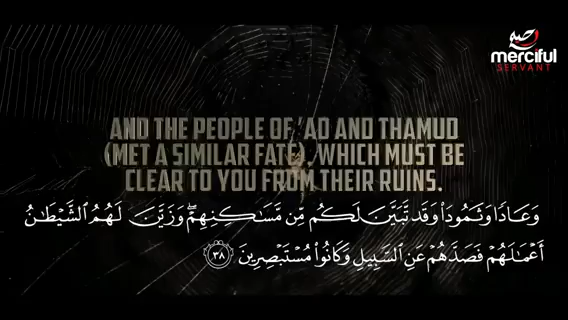 رحيم
merciful
SERVANT
AND THE PEOPLE OF 'AD AND THAMUD
(MET A SIMILAR FATE), WHICH MUST BE
CLEAR TO YOU FROM THEIR RUINS.
وَعَادًا وَثَمُودَا۟ وَقَد تَّبَيَّنَ لَكُم مِّن مَّسَـٰكِنِهِمْ ۖ وَزَيَّنَ لَهُمُ ٱلشَّيْطَـٰنُ
أَعْمَـٰلَهُمْ فَصَدَّهُمْ عَنِ ٱلسَّبِيلِ وَكَانُوا۟ مُسْتَبْصِرِينَ ٣٨